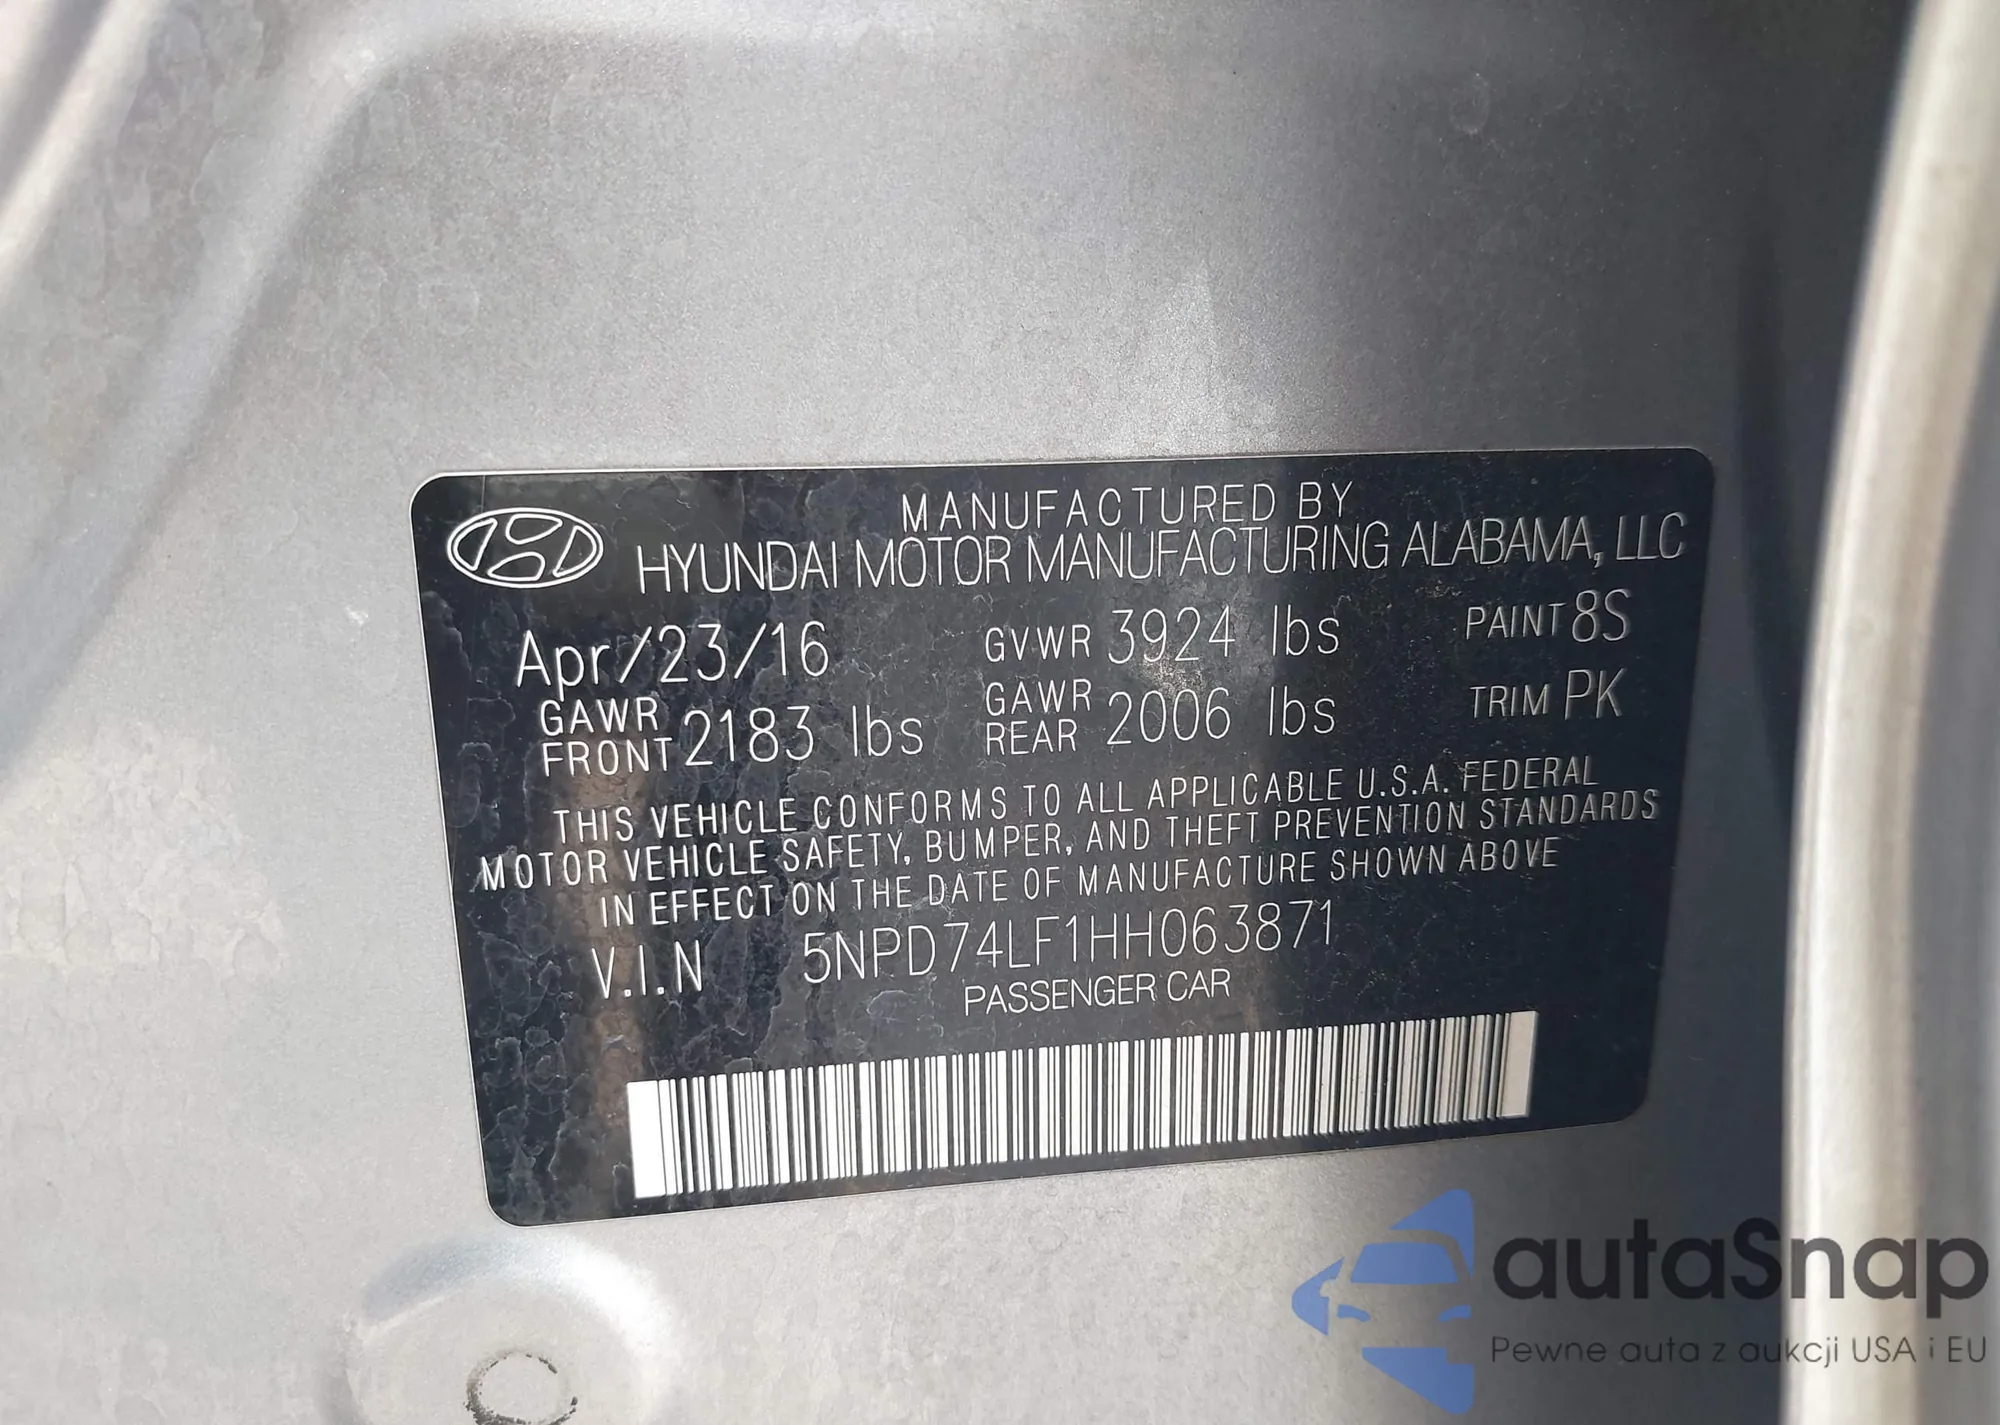 MANUFACTURED BY
HYUNDAI MOTOR MANUFACTURING ALABAMA, LLC
Apr/23/16 GVWR 3924 lbs PAINT 8S
GAWR FRONT 2183 lbs GAWR REAR 2006 lbs TRIM PK
THIS VEHICLE CONFORMS TO ALL APPLICABLE U.S.A. FEDERAL
MOTOR VEHICLE SAFETY, BUMPER, AND THEFT PREVENTION STANDARDS
IN EFFECT ON THE DATE OF MANUFACTURE SHOWN ABOVE
V.I.N 5NPD74LF1HH063871
PASSENGER CAR
autaSnap
Pewne auta z aukcji USA i EU